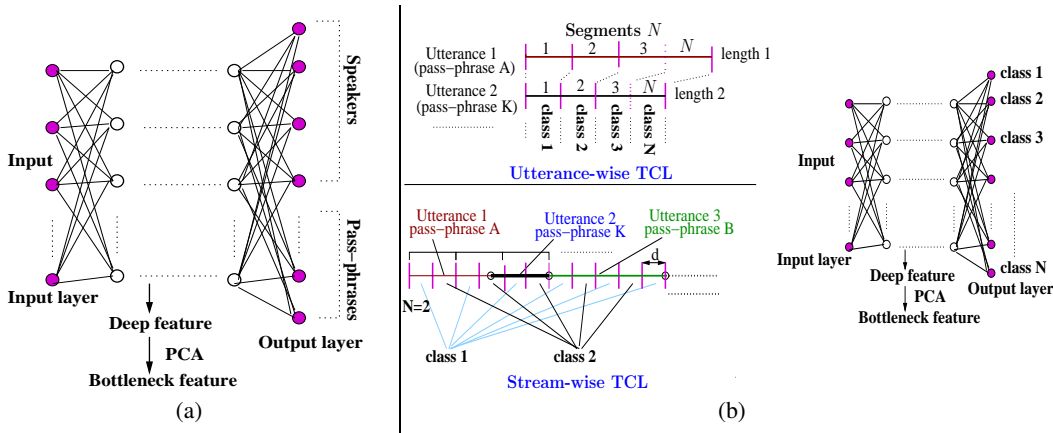 Speakers
Pass-phrases
Input
Input layer
Output layer
Deep feature
PCA
Bottleneck feature
(a)
Segments N
Utterance 1
(pass-phrase A)
1 2 3 N
length 1
Utterance 2
(pass-phrase K)
1 2 3 N
length 2
class 1
class 2
class 3
class N
Utterance-wise TCL
Utterance 1
pass-phrase A
Utterance 2
pass-phrase K
Utterance 3
pass-phrase B
d
N=2
class 1
class 2
Stream-wise TCL
class 1
class 2
class 3
class N
Input
Input layer
Output layer
Deep feature
PCA
Bottleneck feature
(b)